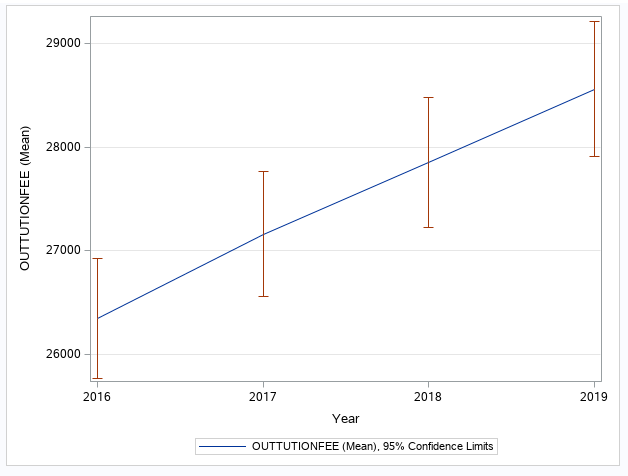 29000
28000
27000
26000
OUTTUTIONFEE (Mean)
2016 2017 2018 2019
Year
OUTTUTIONFEE (Mean), 95% Confidence Limits